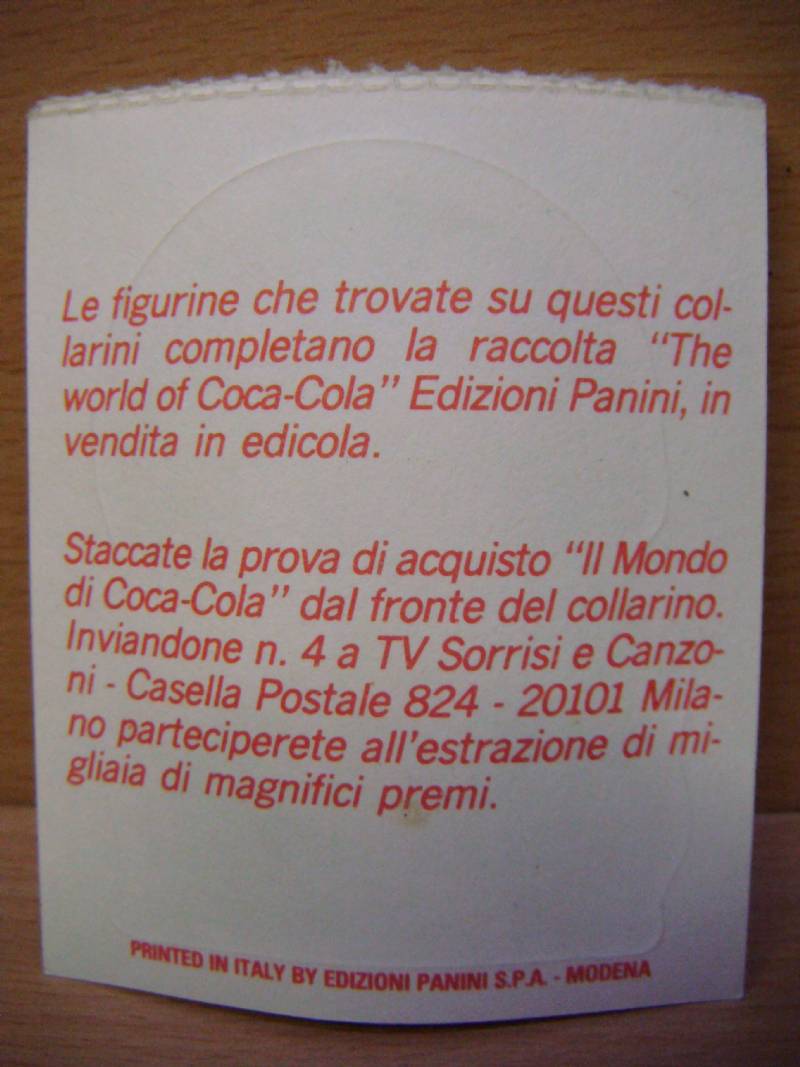 Le figurine che trovate su questi col-
larini completano la raccolta "The
world of Coca-Cola" Edizioni Panini, in
vendita in edicola.
Staccate la prova di acquisto "Il Mondo
di Coca-Cola" dal fronte del collarino.
Inviandone n. 4 a TV Sorrisi e Canzo-
ni - Casella Postale 824 - 20101 Mila-
no parteciperete all'estrazione di mi-
gliaia di magnifici premi.
PRINTED IN ITALY BY EDIZIONI PANINI S.P.A. - MODENA